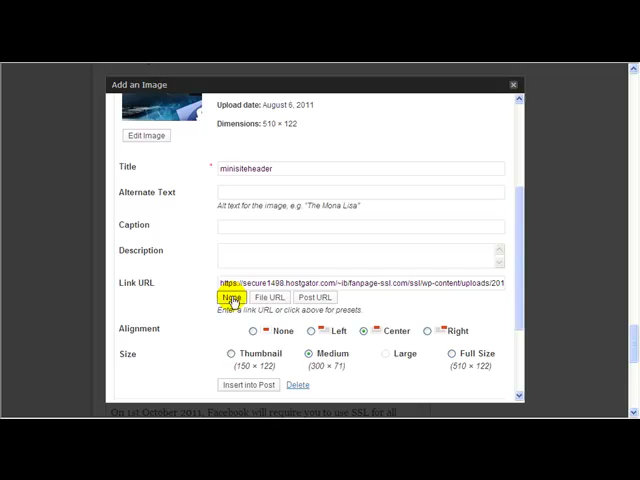 Add an Image
Upload date: August 6, 2011
Dimensions: 510 × 122
Edit Image
Title * minisiteheader
Alternate Text
Alt text for the image, e.g. "The Mona Lisa"
Caption
Description
Link URL https://secure1498.hostgator.com/~ib/fanpage-ssl.com/ssl/wp-content/uploads/201
None File URL Post URL
Enter a link URL or click above for presets.
Alignment None Left Center Right
Size Thumbnail Medium Large Full Size
(150 × 122) (300 × 71) (510 × 122)
Insert into Post Delete
On 1st October 2011, Facebook will require you to use SSL for all